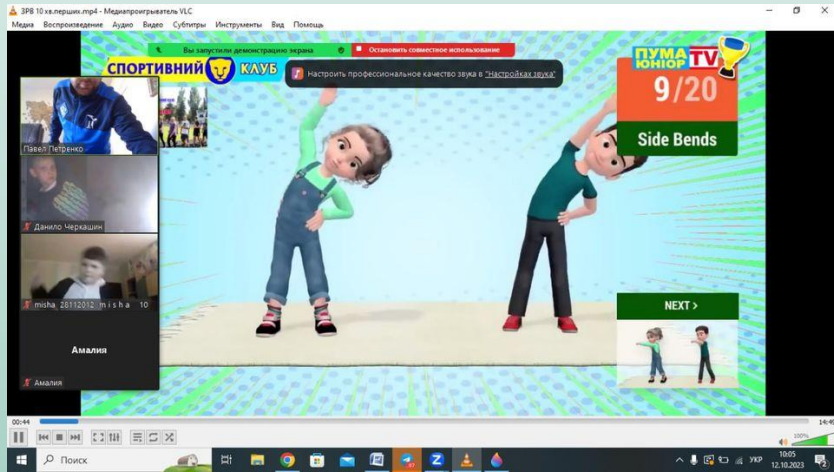 ЗРВ 10 хв.перших.mp4 - Медиапроигрыватель VLC
Медиа Воспроизведение Аудио Видео Субтитры Инструменты Вид Помощь
Вы запустили демонстрацию экрана
Остановить совместное использование
СПОРТИВНИЙ КЛУБ
Настроить профессиональное качество звука в "Настройках звука"
ПУМА
ЮНІОР TV
9/20
Side Bends
Павел Петренко
Данило Черкашин
misha 28112012 m i s h a 10
Амалия
Амалия
NEXT >
00:44
14:49
100%
Поиск
УКР
10:05
12.10.2023